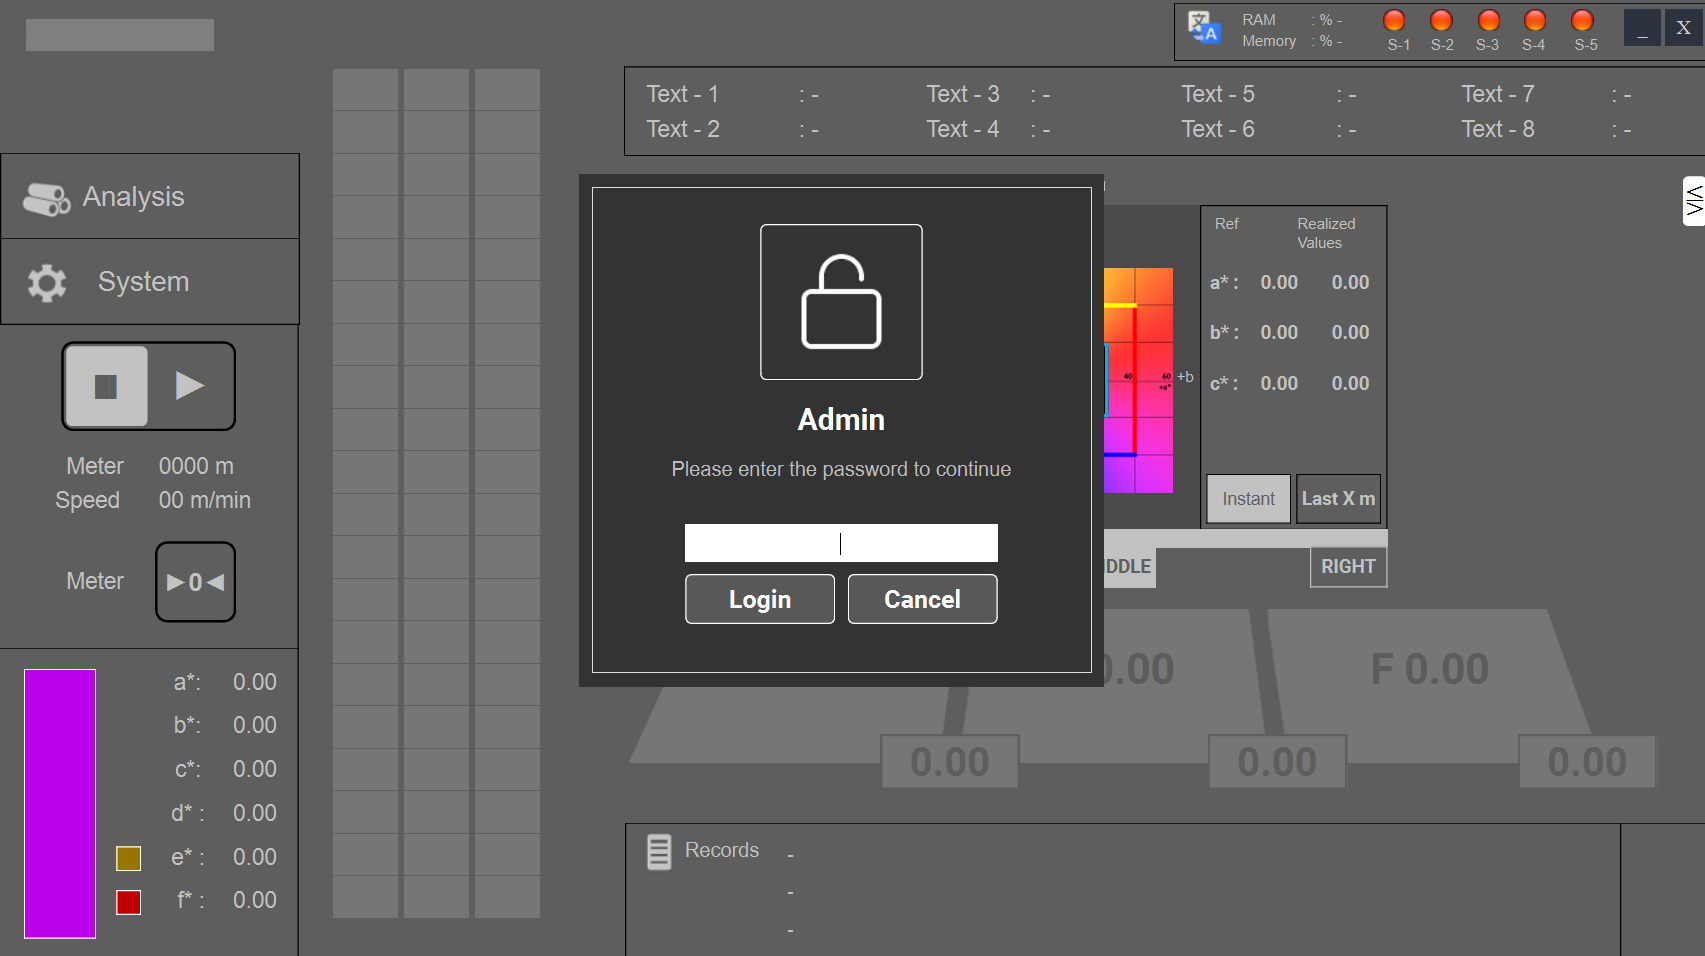 RAM : % -
Memory : % -
S-1 S-2 S-3 S-4 S-5
_ X
Text - 1 : - Text - 3 : - Text - 5 : - Text - 7 : -
Text - 2 : - Text - 4 : - Text - 6 : - Text - 8 : -
Analysis
System
Meter 0000 m
Speed 00 m/min
Meter
▶0◀
a*: 0.00
b*: 0.00
c*: 0.00
d* : 0.00
e* : 0.00
f* : 0.00
Admin
Please enter the password to continue
Login Cancel
Ref Realized
Values
a* : 0.00 0.00
b* : 0.00 0.00
c* : 0.00 0.00
40 60
+a*
+b
Instant Last X m
IDDLE RIGHT
0.00 F 0.00
0.00 0.00 0.00
Records -
-
-